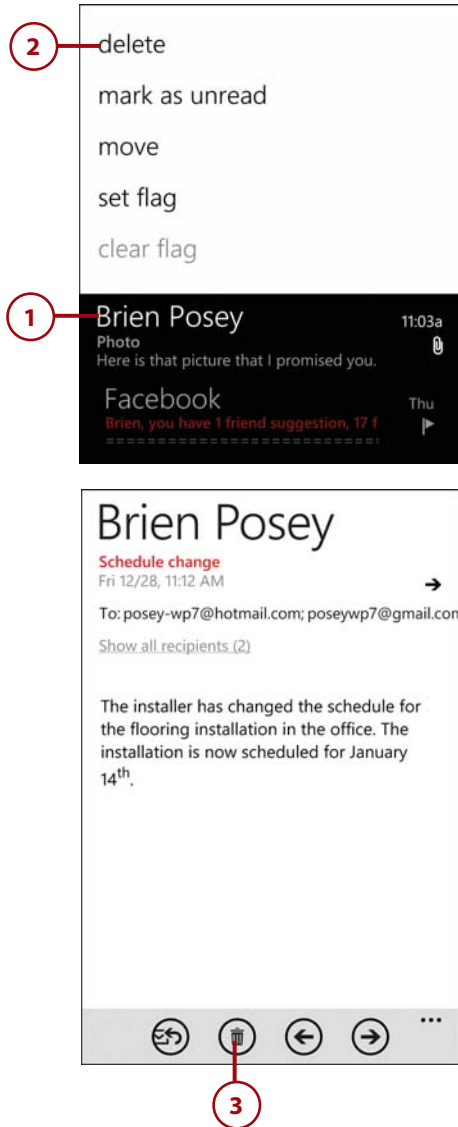 2
delete
mark as unread
move
set flag
clear flag
1
Brien Posey
11:03a
Photo
Here is that picture that I promised you.
Facebook
Thu
Brien, you have 1 friend suggestion, 17 f
============================
Brien Posey
Schedule change
Fri 12/28, 11:12 AM
To: posey-wp7@hotmail.com; poseywp7@gmail.com
Show all recipients (2)
The installer has changed the schedule for
the flooring installation in the office. The
installation is now scheduled for January
14th.
...
3